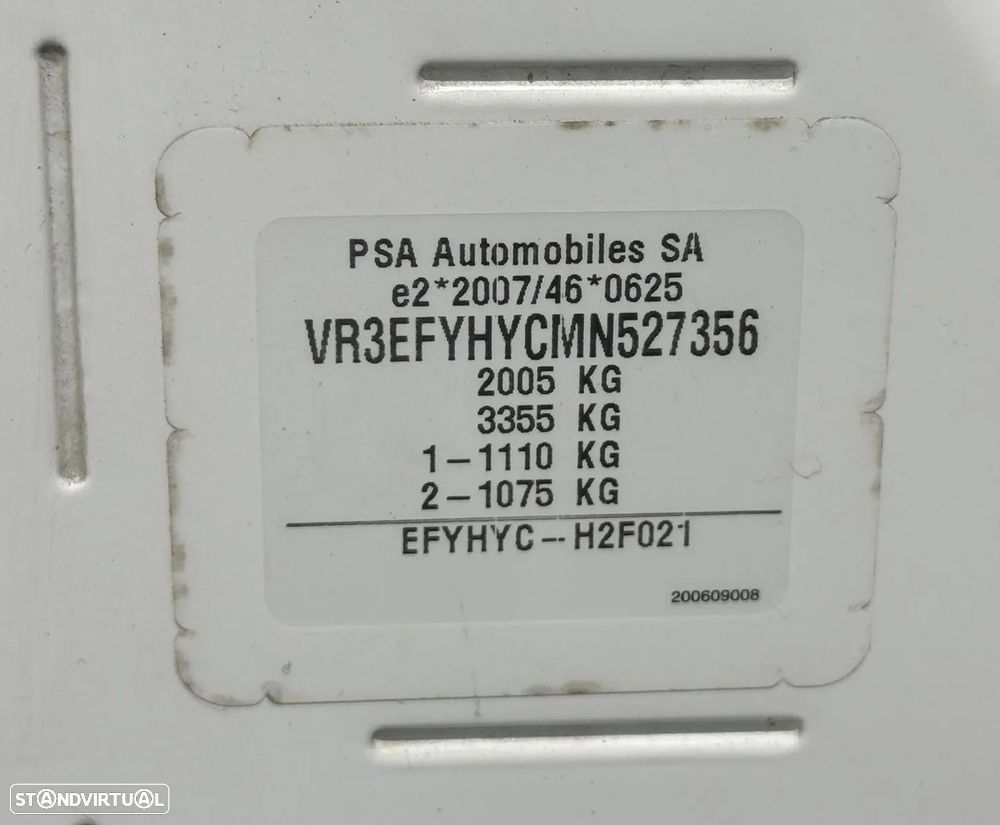 PSA Automobiles SA
e2*2007/46*0625
VR3EFYHYCMN527356
2005 KG
3355 KG
1-1110 KG
2-1075 KG
EFYHYC-- H2F021
200609008
STANDVIRTUAL